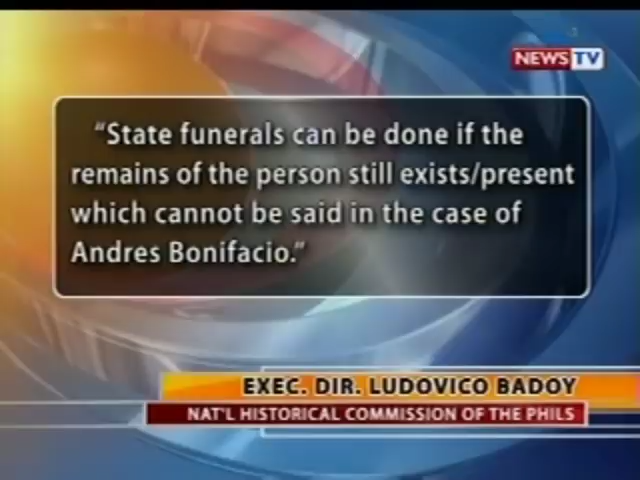 NEWS TV
"State funerals can be done if the
remains of the person still exists/present
which cannot be said in the case of
Andres Bonifacio."
EXEC. DIR. LUDOVICO BADOY
NAT'L HISTORICAL COMMISSION OF THE PHILS